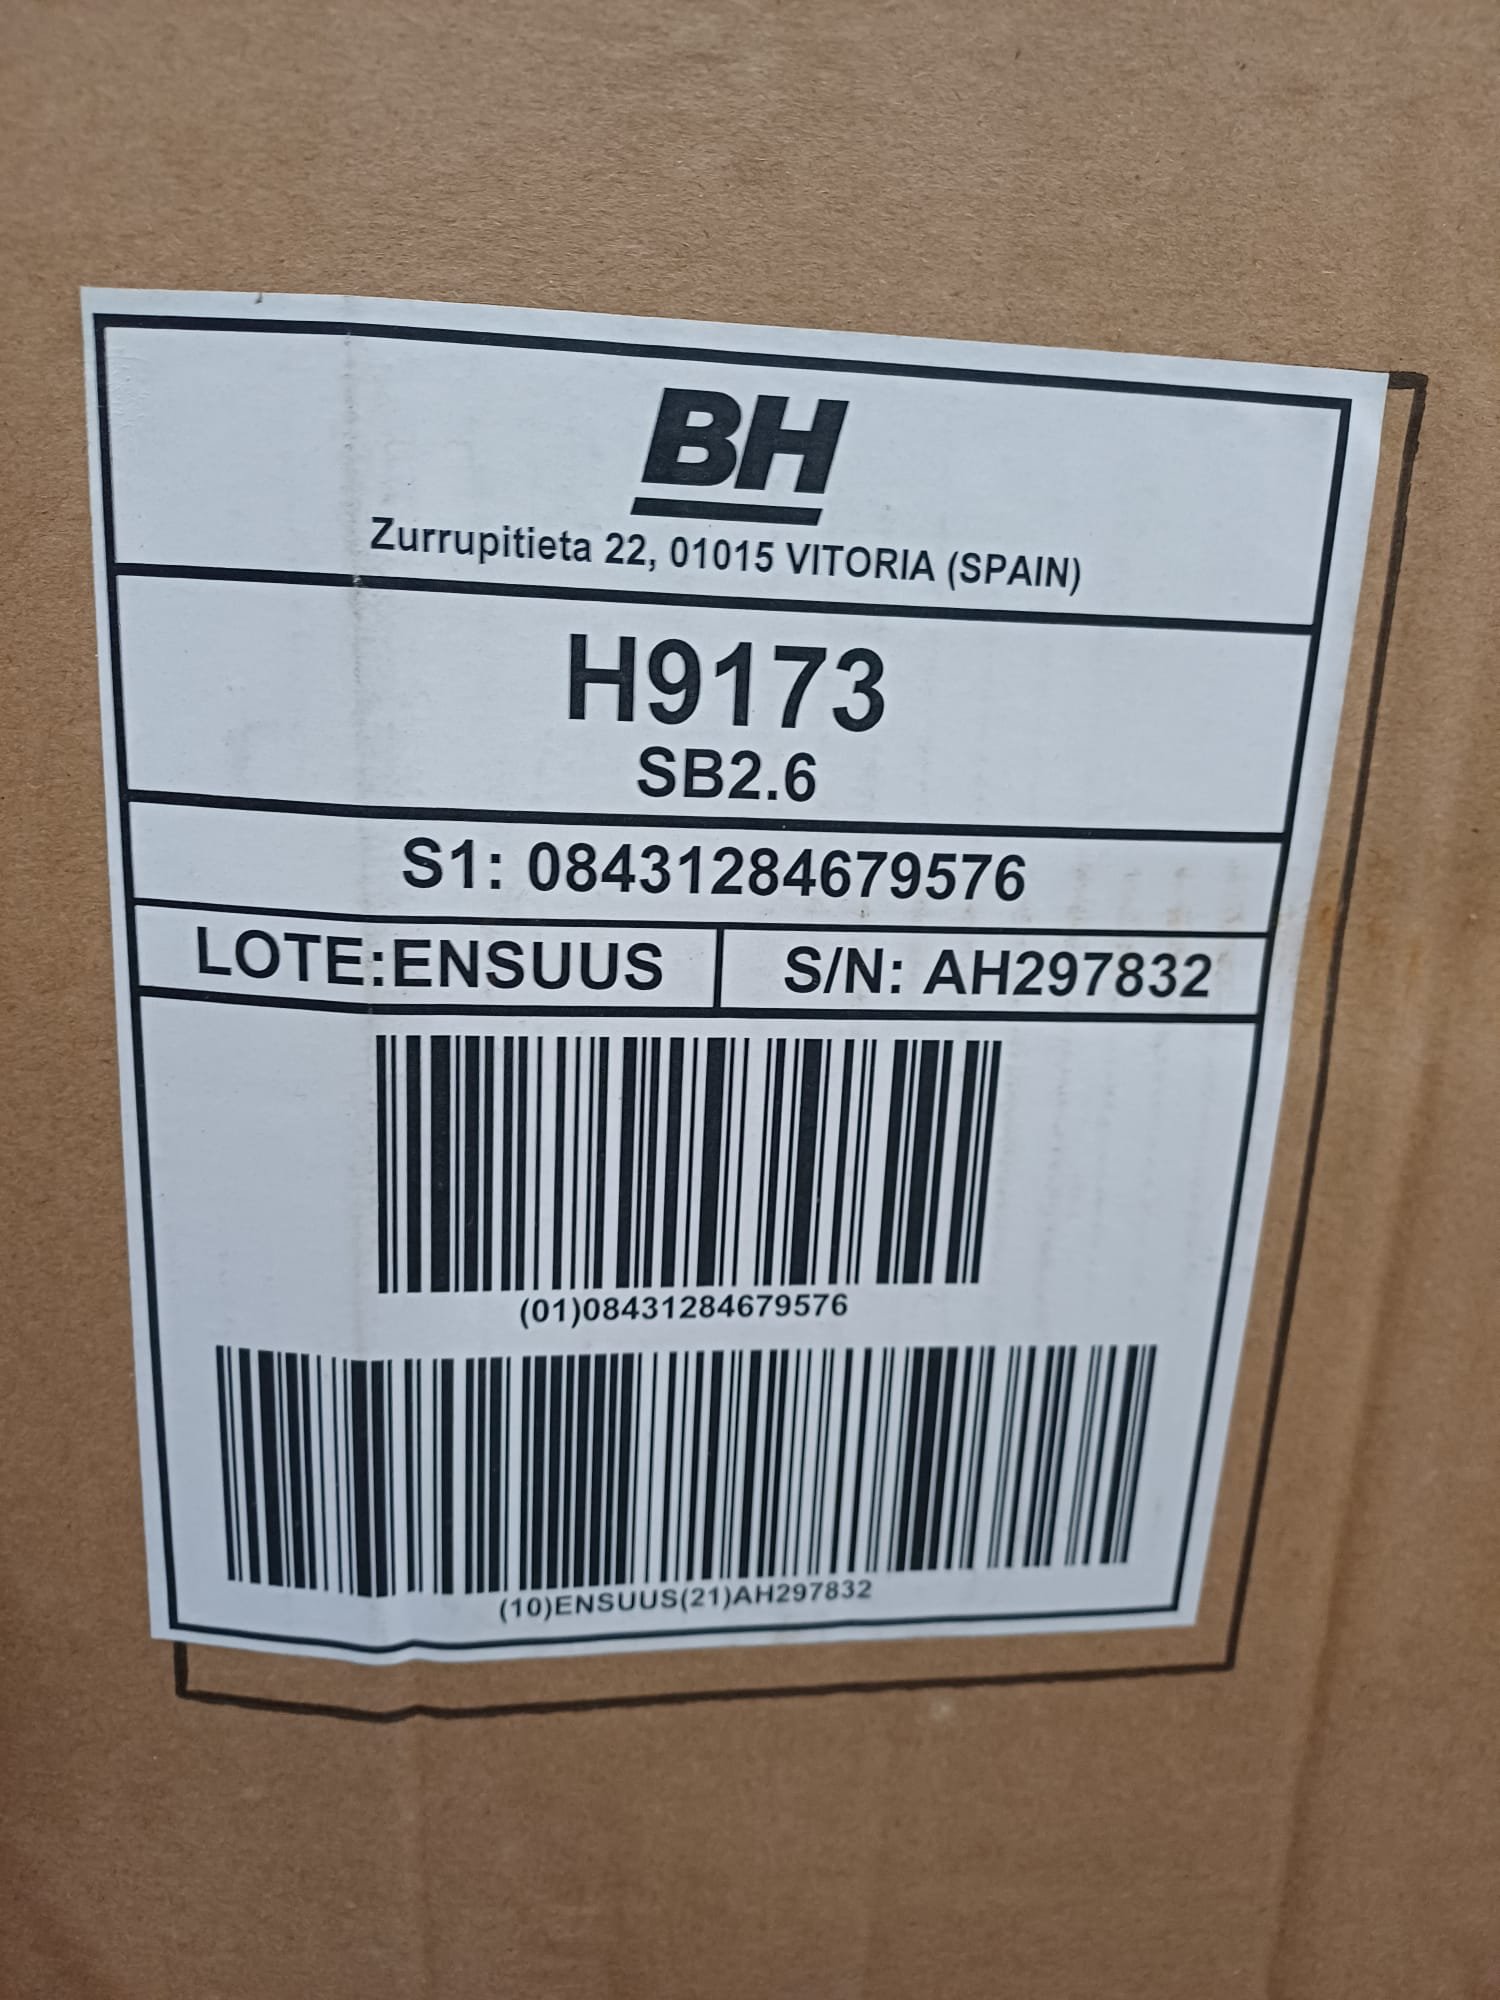 BH
Zurrupitieta 22, 01015 VITORIA (SPAIN)
H9173
SB2.6
S1: 08431284679576
LOTE:ENSUUS
S/N: AH297832
(01)08431284679576
(10)ENSUUS(21)AH297832